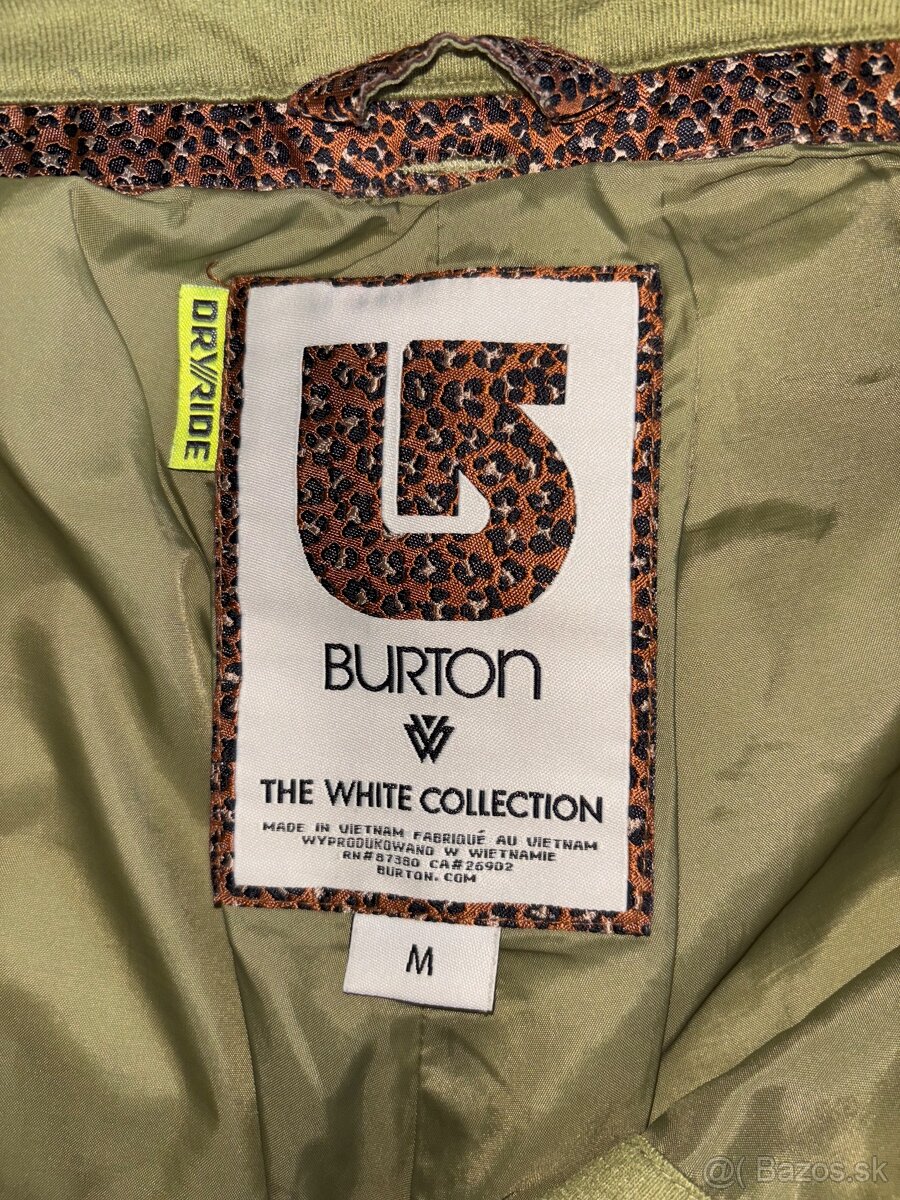 DRY///RIDE
BURTON
THE WHITE COLLECTION
MADE IN VIETNAM FABRIQUÉ AU VIETNAM
WYPRODUKOWANO W WIETNAMIE
RN#87380 CA#26902
BURTON.COM
M
@( Bazos.sk